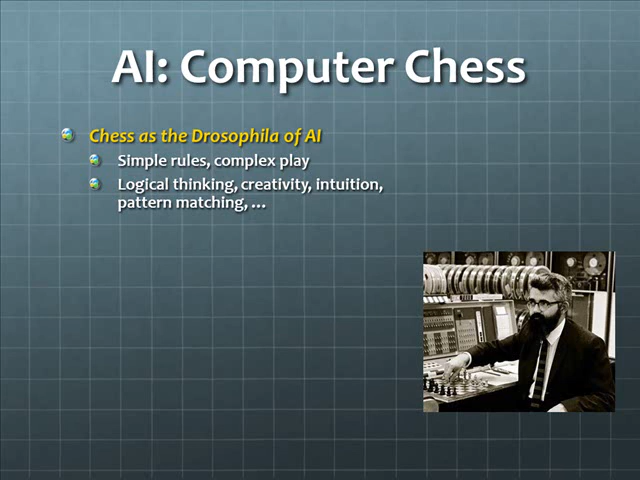 AI: Computer Chess
Chess as the Drosophila of AI
Simple rules, complex play
Logical thinking, creativity, intuition,
pattern matching, …